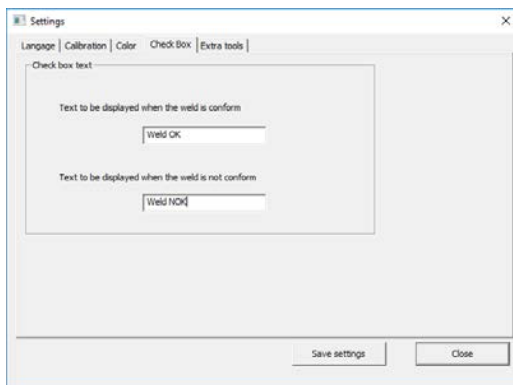 Settings
Langage Calibration Color Check Box Extra tools
Check box text
Text to be displayed when the weld is conform
Weld OK
Text to be displayed when the weld is not conform
Weld NOK
Save settings Close